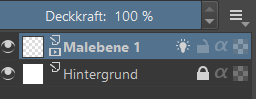 Deckkraft: 100 %
Malebene 1
Hintergrund